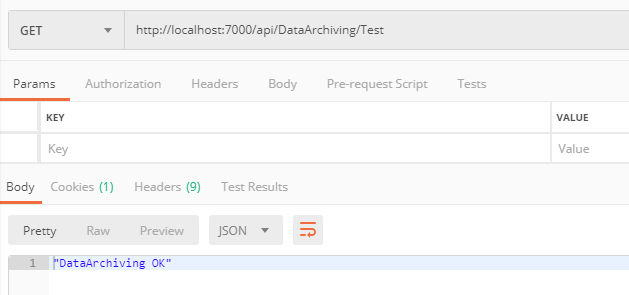 GET http://localhost:7000/api/DataArchiving/Test
Params Authorization Headers Body Pre-request Script Tests
KEY VALUE
Key Value
Body Cookies (1) Headers (9) Test Results
Pretty Raw Preview JSON
1 "DataArchiving OK"